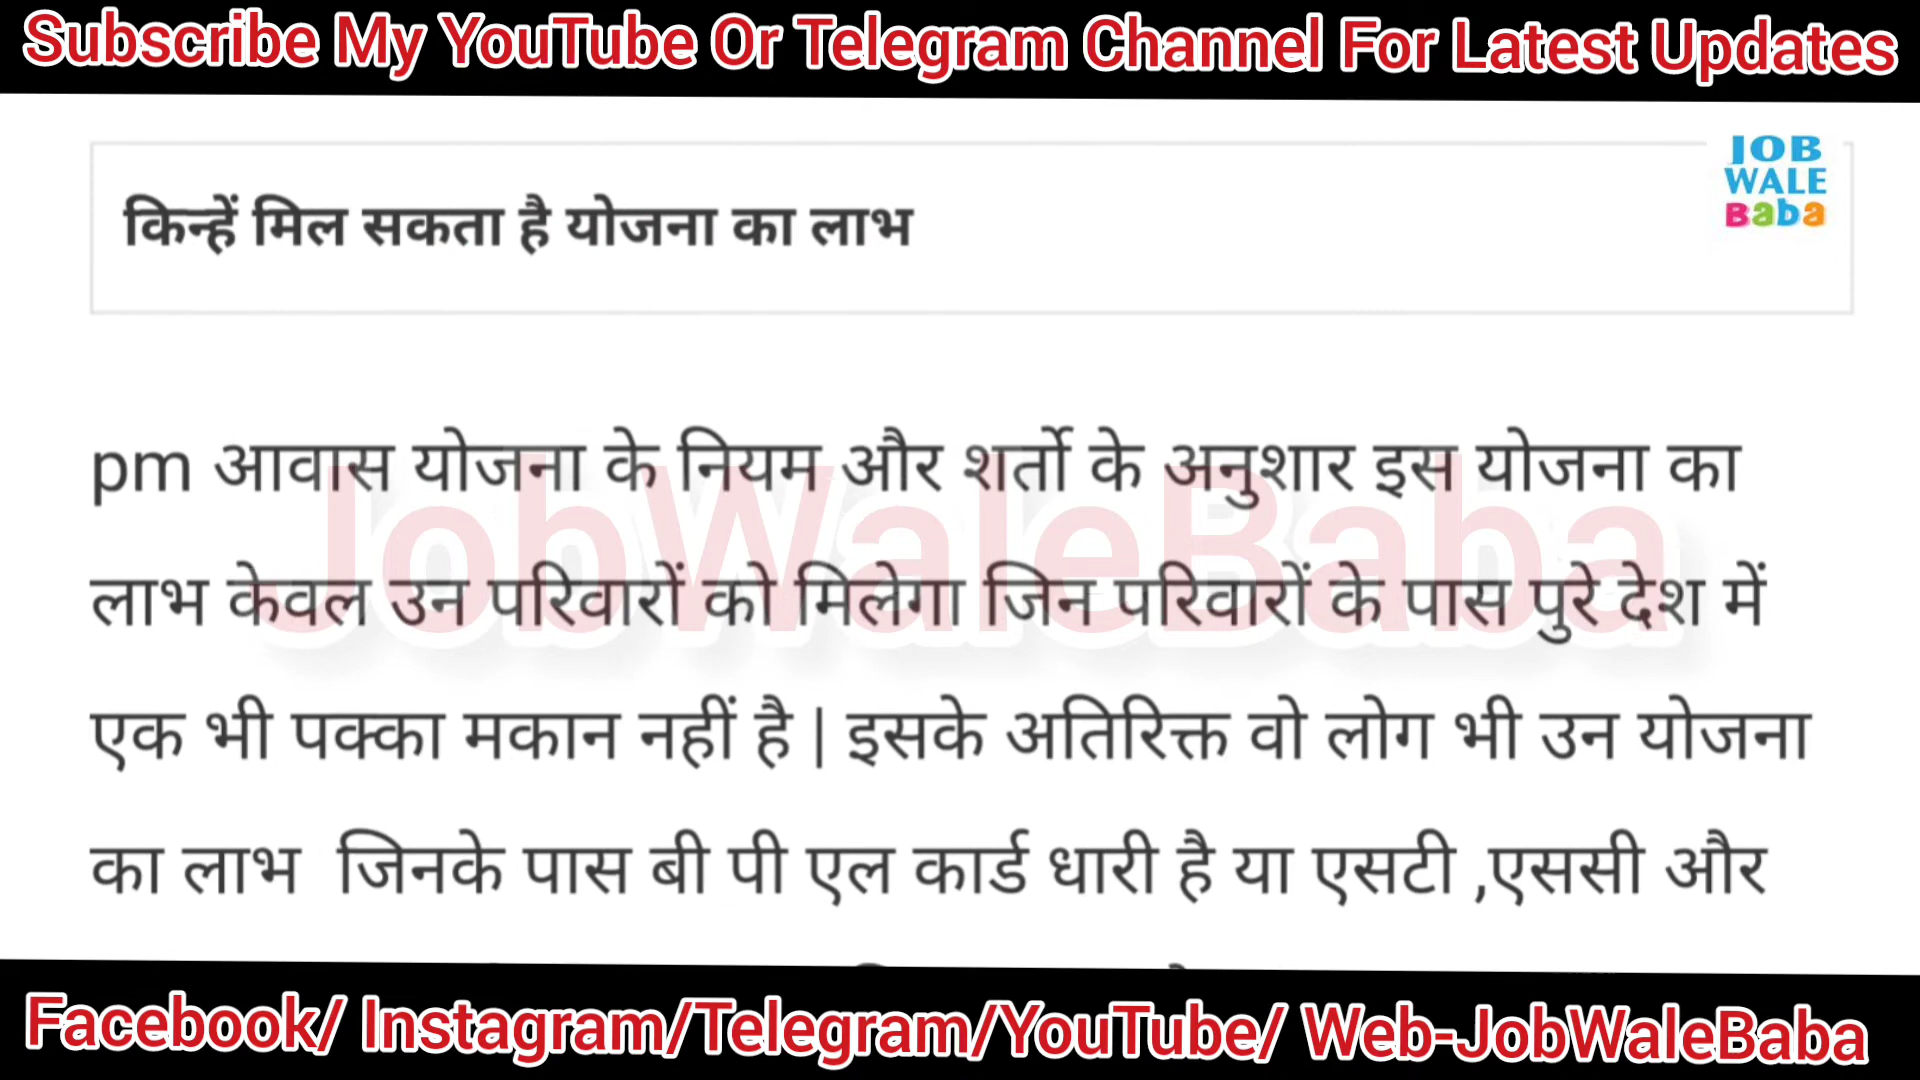 Subscribe My YouTube Or Telegram Channel For Latest Updates
JOB
WALE
Baba
किन्हें मिल सकता है योजना का लाभ
pm आवास योजना के नियम और शर्तो के अनुशार इस योजना का
लाभ केवल उन परिवारों को मिलेगा जिन परिवारों के पास पुरे देश में
JobWaleBaba
एक भी पक्का मकान नहीं है | इसके अतिरिक्त वो लोग भी उन योजना
का लाभ जिनके पास बी पी एल कार्ड धारी है या एसटी ,एससी और
Facebook/ Instagram/Telegram/YouTube/ Web-JobWaleBaba